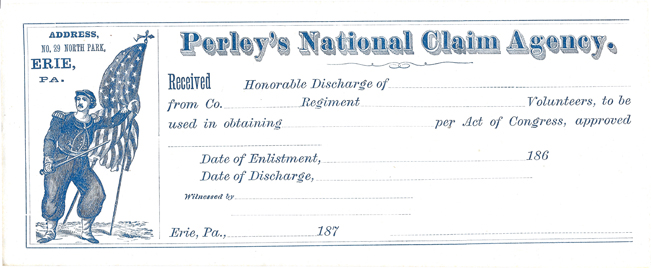 ADDRESS,
NO. 29 NORTH PARK,
ERIE,
PA.
Perley's National Claim Agency.
Received Honorable Discharge of
from Co. Regiment Volunteers, to be
used in obtaining per Act of Congress, approved
Date of Enlistment, 186
Date of Discharge,
Witnessed by
Erie, Pa., 187